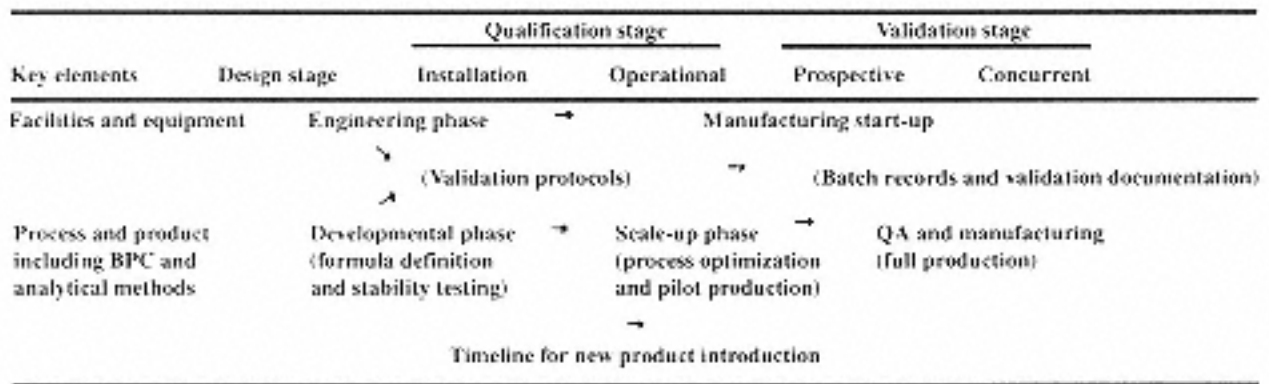 Qualification stage Validation stage
Key elements Design stage Installation Operational Prospective Concurrent
Facilities and equipment Engineering phase → Manufacturing start-up
↘
(Validation protocols) → (Batch records and validation documentation)
↗
Process and product Developmental phase → Scale-up phase → QA and manufacturing
including BPC and (formula definition (process optimization (full production)
analytical methods and stability testing) and pilot production)
→
Timeline for new product introduction